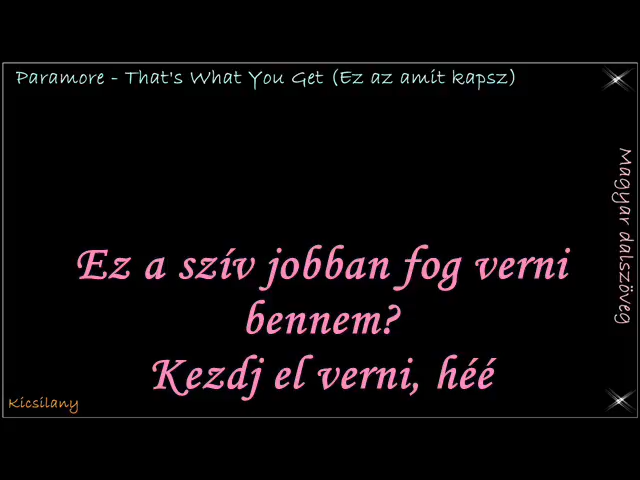 Paramore - That's What You Get (Ez az amit kapsz)
Magyar dalszöveg
Ez a szív jobban fog verni
bennem?
Kezdj el verni, héé
Kicsilany